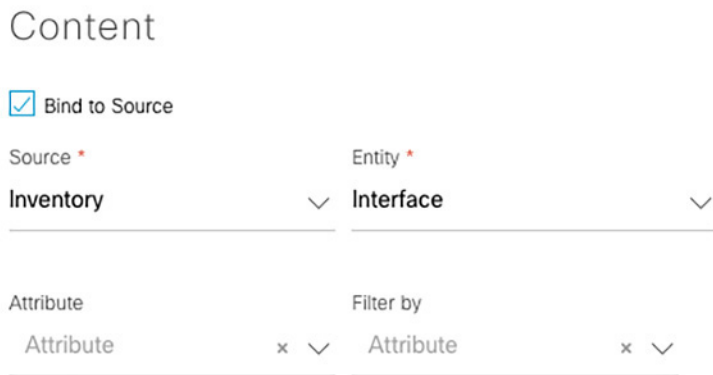 Content
Bind to Source
Source * Entity *
Inventory Interface
Attribute Filter by
Attribute × Attribute ×